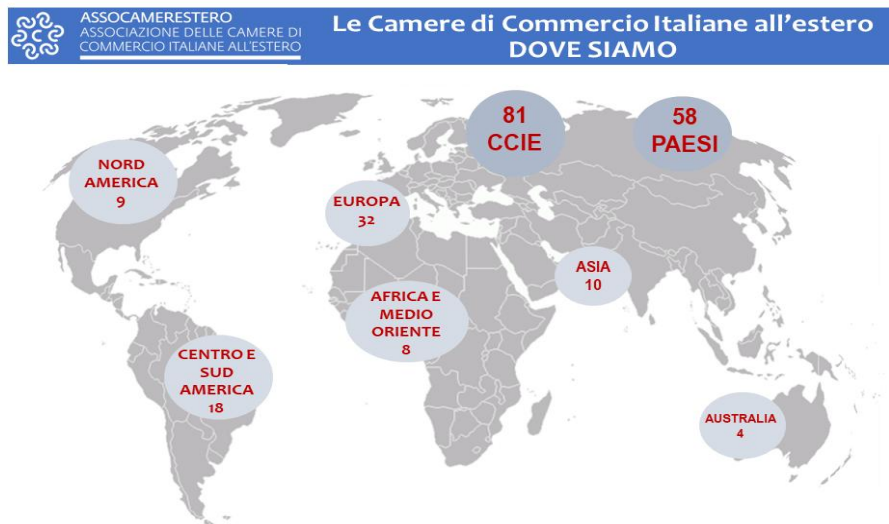 ASSOCAMERESTERO
ASSOCIAZIONE DELLE CAMERE DI
COMMERCIO ITALIANE ALL'ESTERO
Le Camere di Commercio Italiane all'estero
DOVE SIAMO
81
CCIE
58
PAESI
NORD
AMERICA
9
EUROPA
32
ASIA
10
AFRICA E
MEDIO
ORIENTE
8
CENTRO E
SUD
AMERICA
18
AUSTRALIA
4